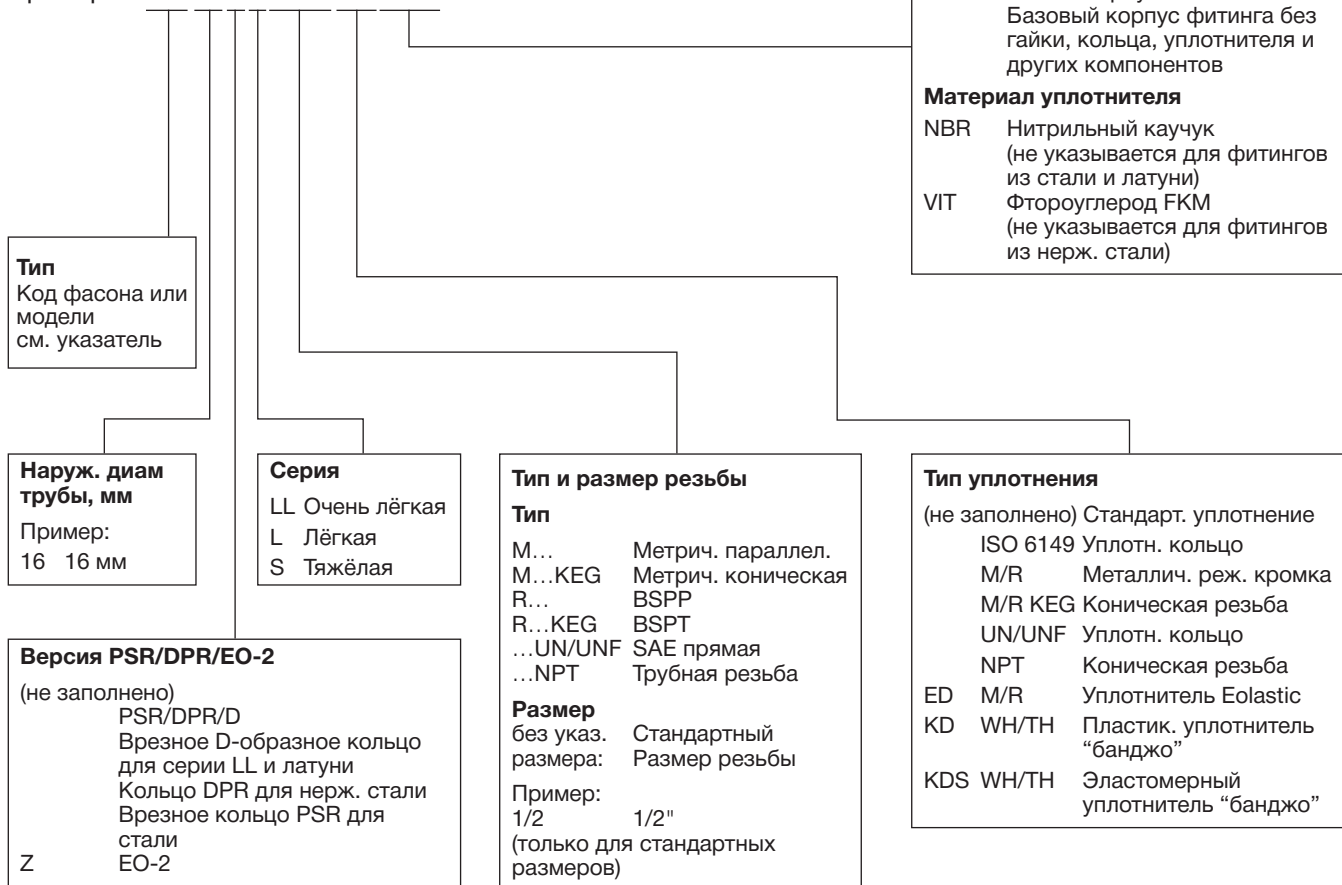 Базовый корпус фитинга без
гайки, кольца, уплотнителя и
других компонентов
Материал уплотнителя
NBR Нитрильный каучук
(не указывается для фитингов
из стали и латуни)
VIT Фтороуглерод FKM
(не указывается для фитингов
из нерж. стали)
Тип
Код фасона или
модели
см. указатель
Наруж. диам
трубы, мм
Пример:
16 16 мм
Серия
LL Очень лёгкая
L Лёгкая
S Тяжёлая
Версия PSR/DPR/EO-2
(не заполнено)
PSR/DPR/D
Врезное D-образное кольцо
для серии LL и латуни
Кольцо DPR для нерж. стали
Врезное кольцо PSR для
стали
Z EO-2
Тип и размер резьбы
Тип
M... Метрич. параллел.
M...KEG Метрич. коническая
R... BSPP
R...KEG BSPT
...UN/UNF SAE прямая
...NPT Трубная резьба
Размер
без указ. Стандартный
размера: Размер резьбы
Пример:
1/2 1/2"
(только для стандартных
размеров)
Тип уплотнения
(не заполнено) Стандарт. уплотнение
ISO 6149 Уплотн. кольцо
M/R Металлич. реж. кромка
M/R KEG Коническая резьба
UN/UNF Уплотн. кольцо
NPT Коническая резьба
ED M/R Уплотнитель Eolastic
KD WH/TH Пластик. уплотнитель
“банджо”
KDS WH/TH Эластомерный
уплотнитель “банджо”